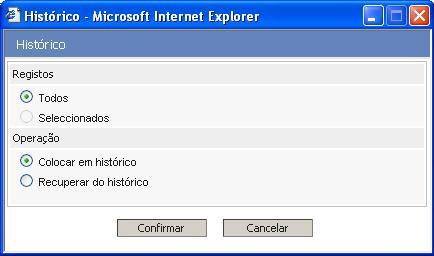 Histórico - Microsoft Internet Explorer
Histórico
Registos
Todos
Seleccionados
Operação
Colocar em histórico
Recuperar do histórico
Confirmar Cancelar